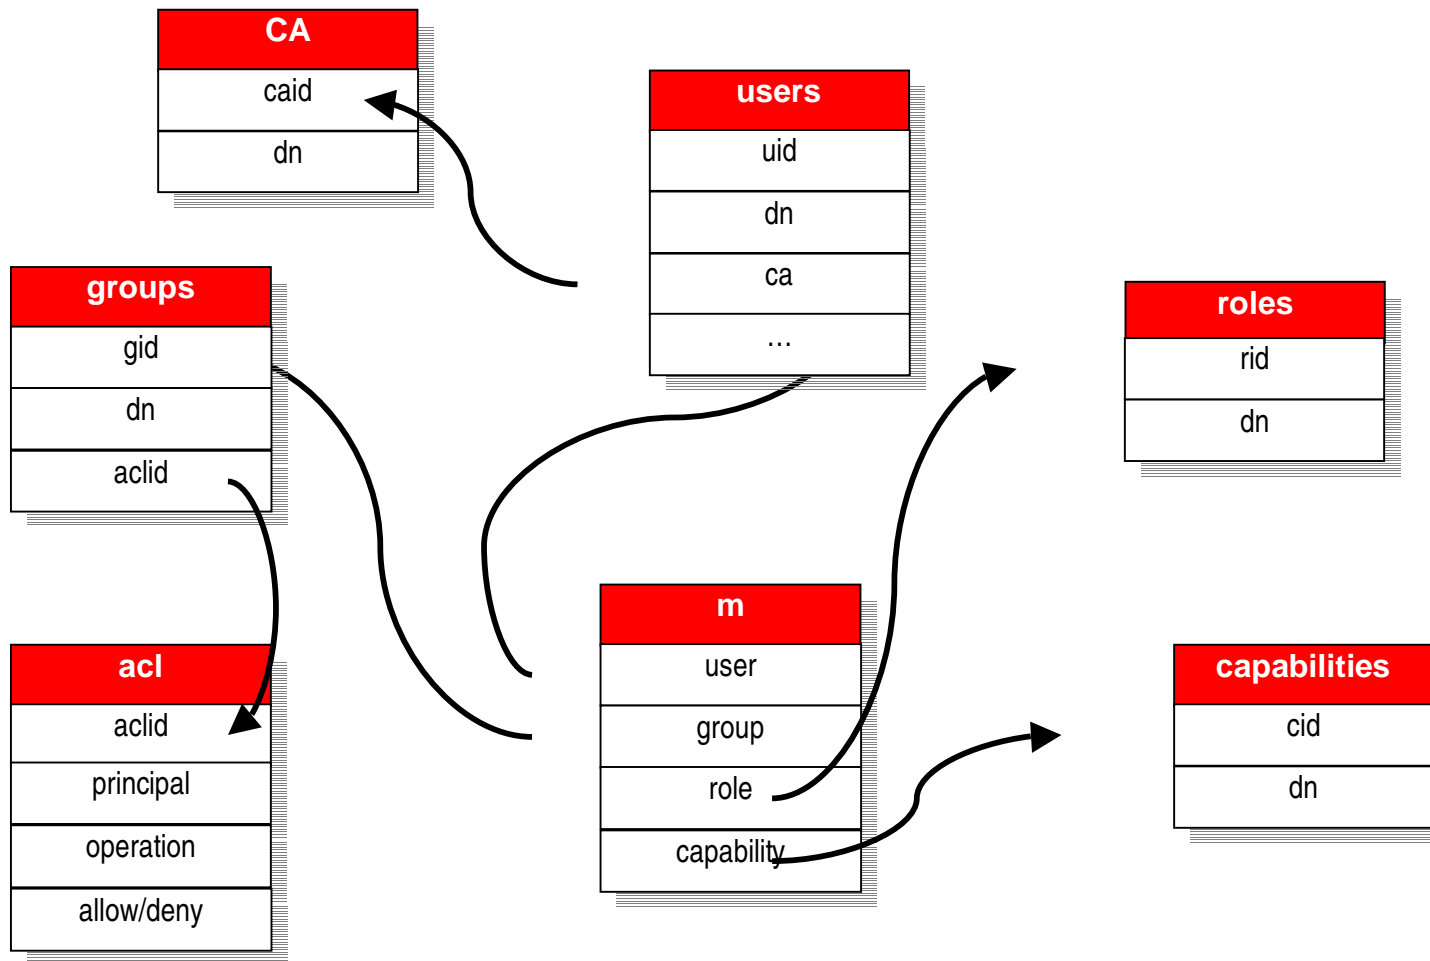 CA
caid
dn
users
uid
dn
ca
...
groups
gid
dn
aclid
roles
rid
dn
acl
aclid
principal
operation
allow/deny
m
user
group
role
capability
capabilities
cid
dn